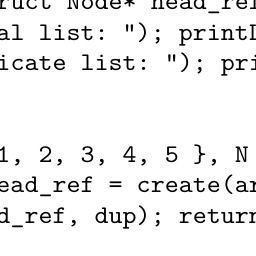 ruct Node* head_ref
al list: "); printL
icate list: "); pri
1, 2, 3, 4, 5 }, N
ead_ref = create(ar
d_ref, dup); return